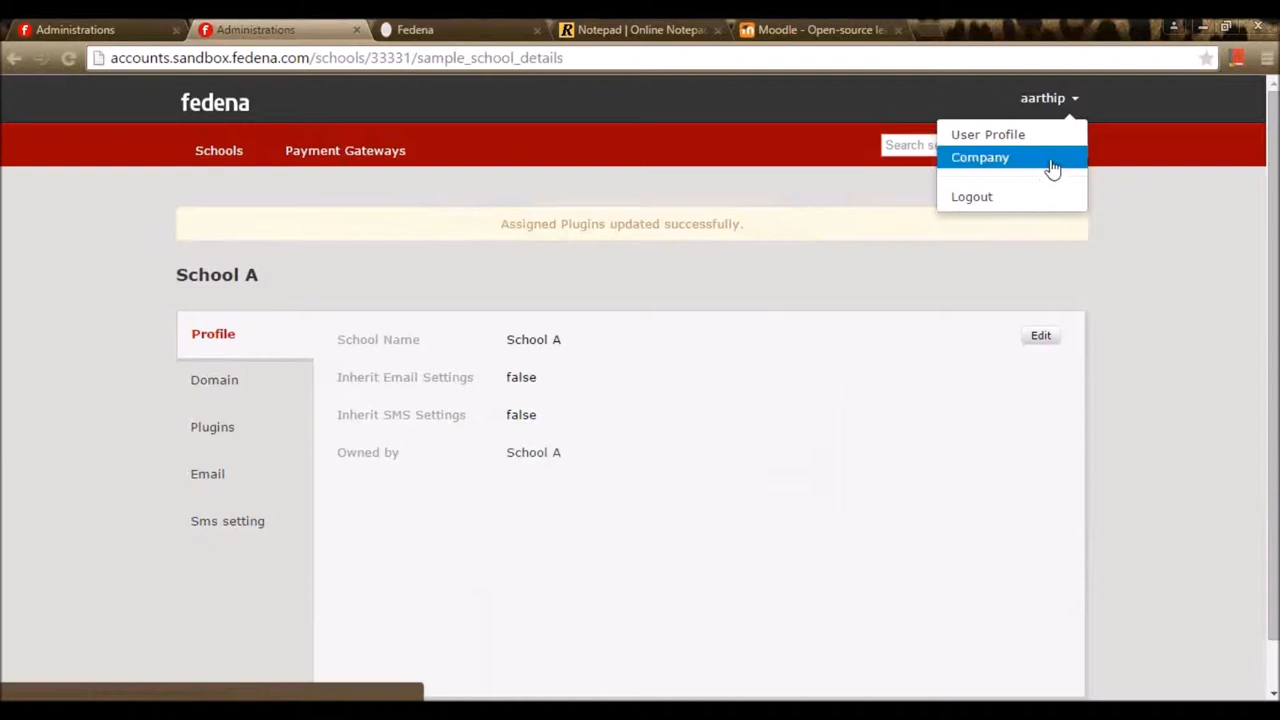 Administrations
Administrations
Fedena
Notepad | Online Notepa
Moodle - Open-source le
accounts.sandbox.fedena.com/schools/33331/sample_school_details
fedena
aarthip
User Profile
Company
Logout
Schools
Payment Gateways
Search s
Assigned Plugins updated successfully.
School A
Profile
Domain
Plugins
Email
Sms setting
School Name School A
Edit
Inherit Email Settings false
Inherit SMS Settings false
Owned by School A